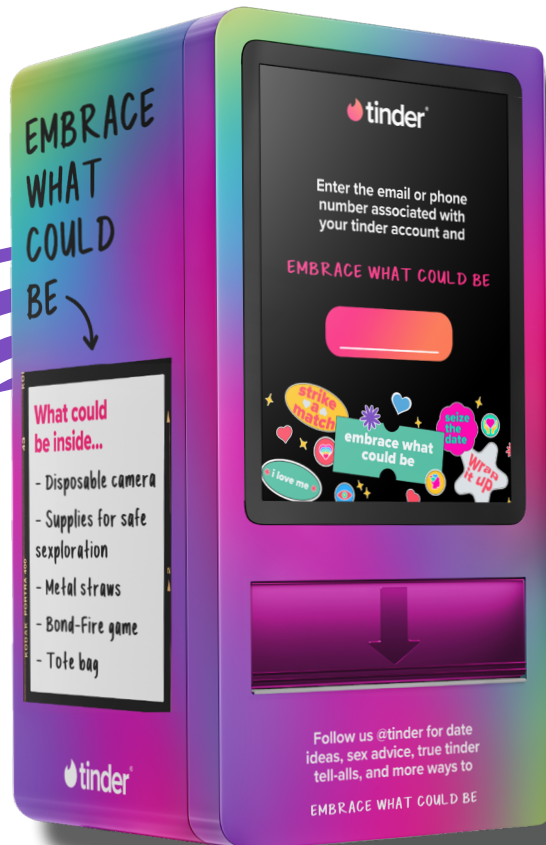 EMBRACE
WHAT
COULD
BE
What could
be inside...
- Disposable camera
- Supplies for safe
sexploration
- Metal straws
- Bond-Fire game
- Tote bag
KODAK PORTRA 400
tinder
tinder
Enter the email or phone
number associated with
your tinder account and
EMBRACE WHAT COULD BE
strike
a
match
embrace what
could be
seize
the
date
i love me
Wrap
it up
Follow us @tinder for date
ideas, sex advice, true tinder
tell-alls, and more ways to
EMBRACE WHAT COULD BE